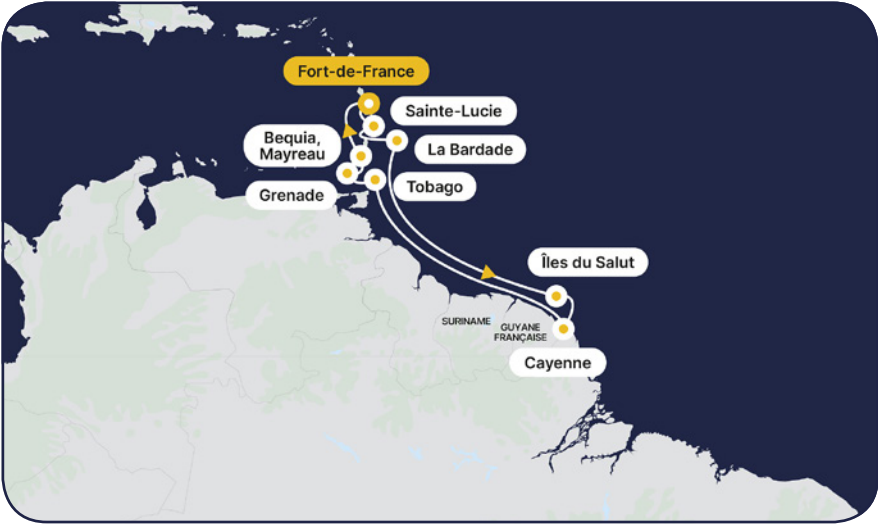 Fort-de-France
Sainte-Lucie
Bequia,
Mayreau
La Bardade
Grenade
Tobago
Îles du Salut
SURINAME
GUYANE
FRANÇAISE
Cayenne